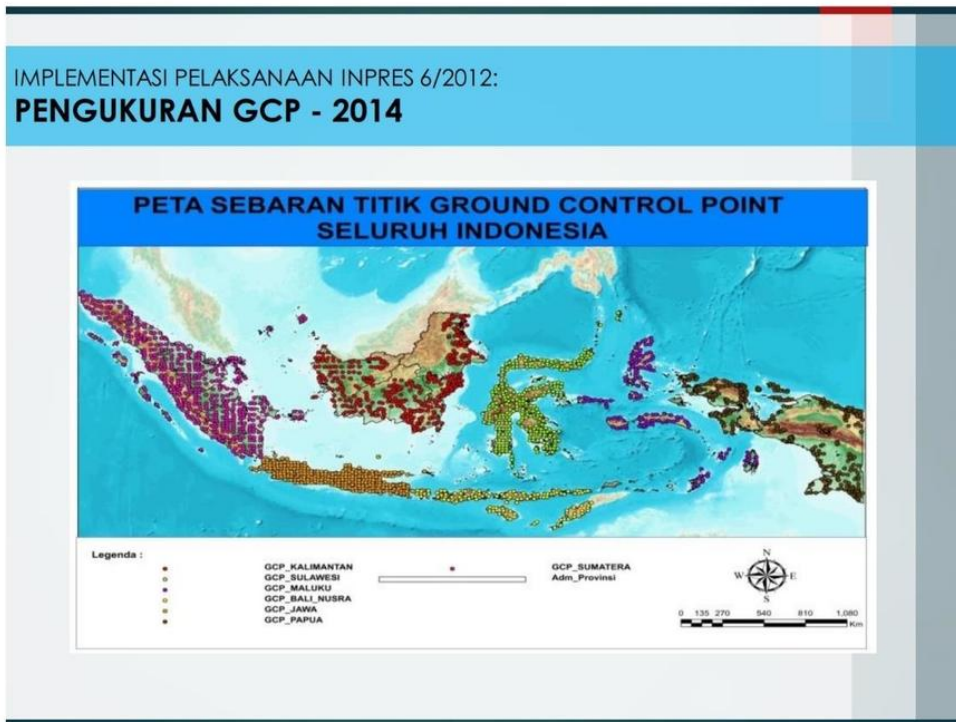 IMPLEMENTASI PELAKSANAAN INPRES 6/2012:
PENGUKURAN GCP - 2014
PETA SEBARAN TITIK GROUND CONTROL POINT
SELURUH INDONESIA
Legenda :
GCP_KALIMANTAN
GCP_SULAWESI
GCP_MALUKU
GCP_BALI_NUSRA
GCP_JAWA
GCP_PAPUA
GCP_SUMATERA
Adm_Provinsi
N
W E
S
0 135 270 540 810 1,080
Km